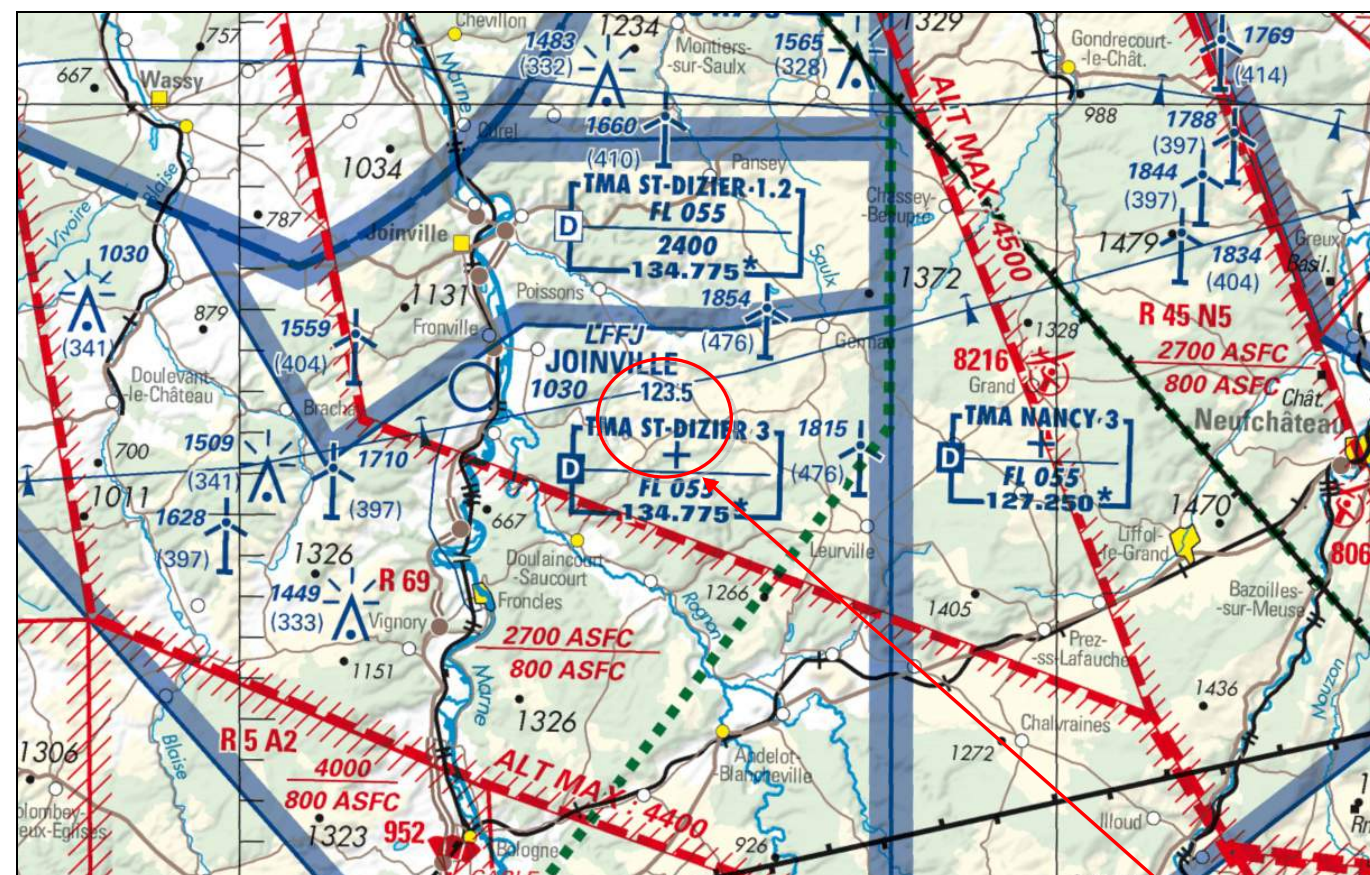 Chevillon
1483
(332)
1234
Montiers-
-sur-Saulx
1565
(328)
1329
Gondrecourt-
-le-Chât.
1769
(414)
757
667
Wassy
Marne
ALT MAX : 4500
988
1788
(397)
1034
Curel
1660
(410)
Pansey
1844
(397)
Blaise
Vivoire
787
Joinville
TMA ST-DIZIER 1.2
D
FL 055
2400
134.775*
Saulx
Chassey-
-Beaupré
1479
1834
(404)
Greux
Basil.
1030
(341)
879
1131
Poissons
1854
(476)
1372
1559
(404)
Fronville
LFFJ
JOINVILLE
1030
123.5
Germay
1328
R 45 N5
2700 ASFC
800 ASFC
8216
Grand
Chât.
Doulevant-
-le-Château
Brachay
Neufchâteau
700
1509
(341)
1710
(397)
TMA ST-DIZIER 3
D
FL 055
134.775*
1815
(476)
TMA NANCY 3
D
FL 055
127.250*
1011
1628
(397)
667
1470
Liffol-
-le-Grand
806
1326
R 69
Doulaincourt
-Saucourt
Leurville
1449
(333)
Vignory
Froncles
Rognon
1266
1405
Bazoilles-
-sur-Meuse
1151
2700 ASFC
800 ASFC
Prez-
-ss-Lafauche
Marne
1326
1436
Mouzon
1306
R 5 A2
Blaise
Chalvraines
1272
4000
800 ASFC
ALT MAX : 4400
Andelot-
-Blancheville
1323
952
Bologne
926
Illoud